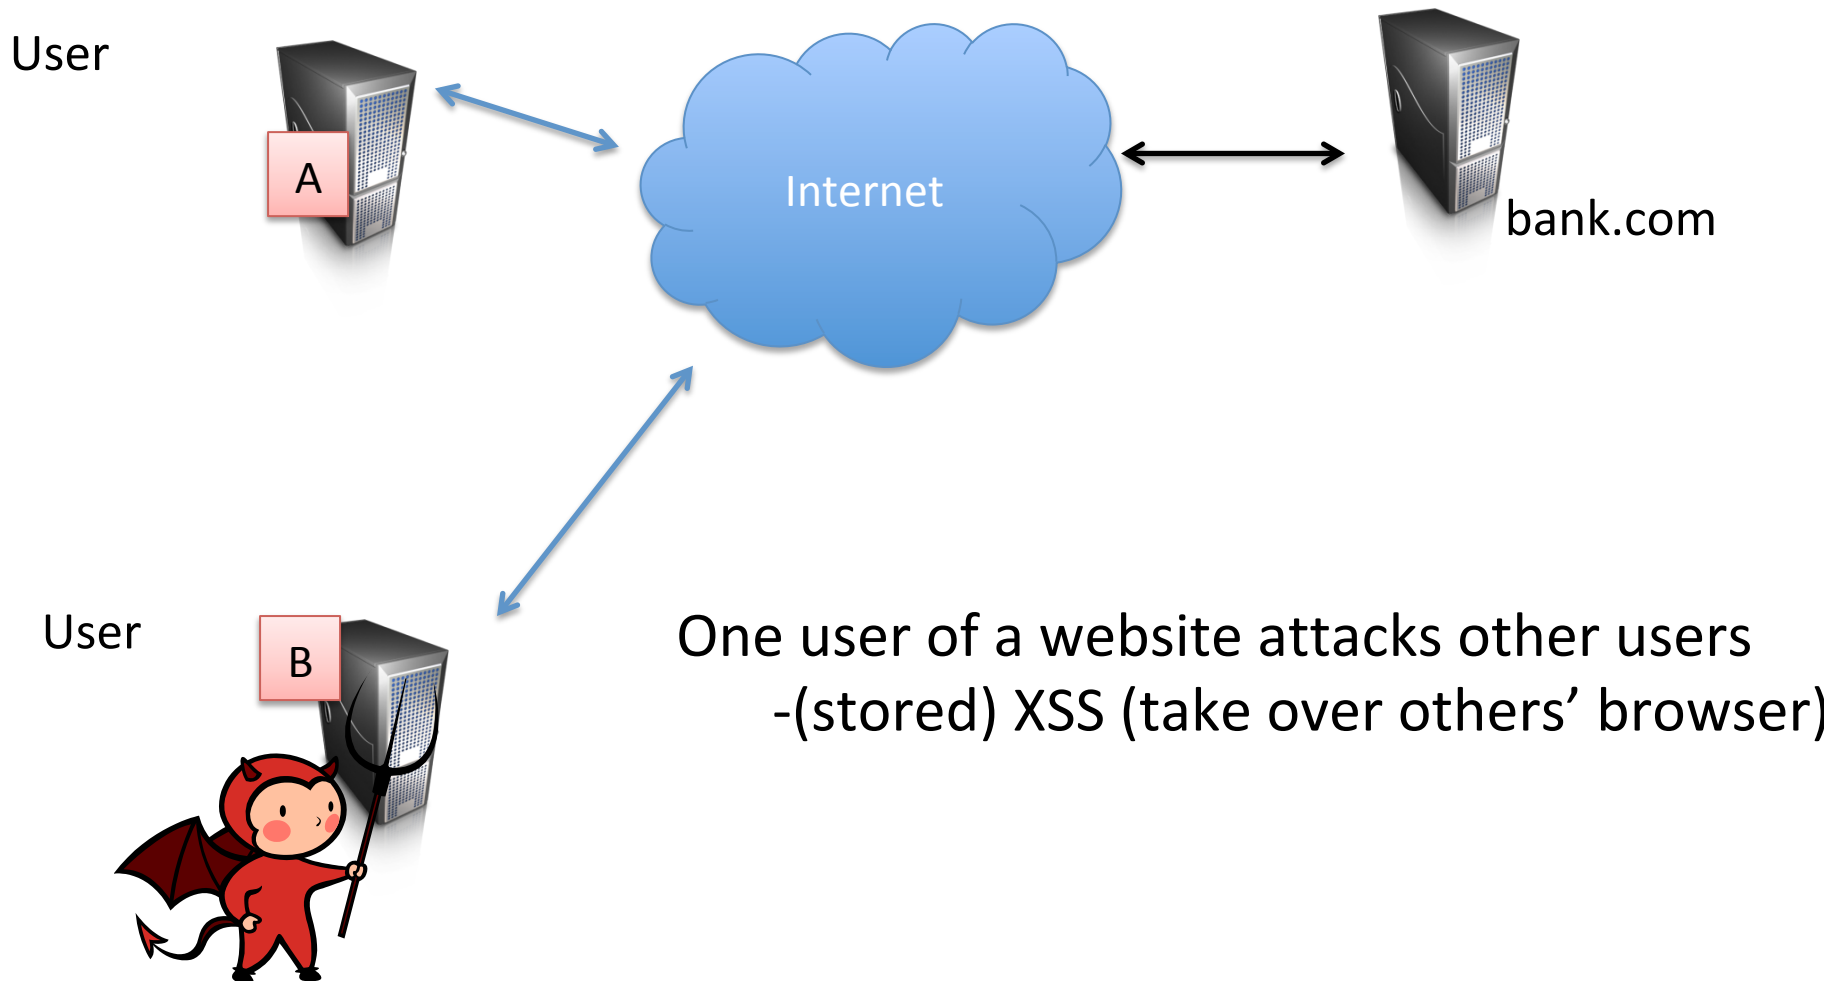 User
A
Internet
bank.com
User
B
One user of a website attacks other users
-(stored) XSS (take over others’ browser)